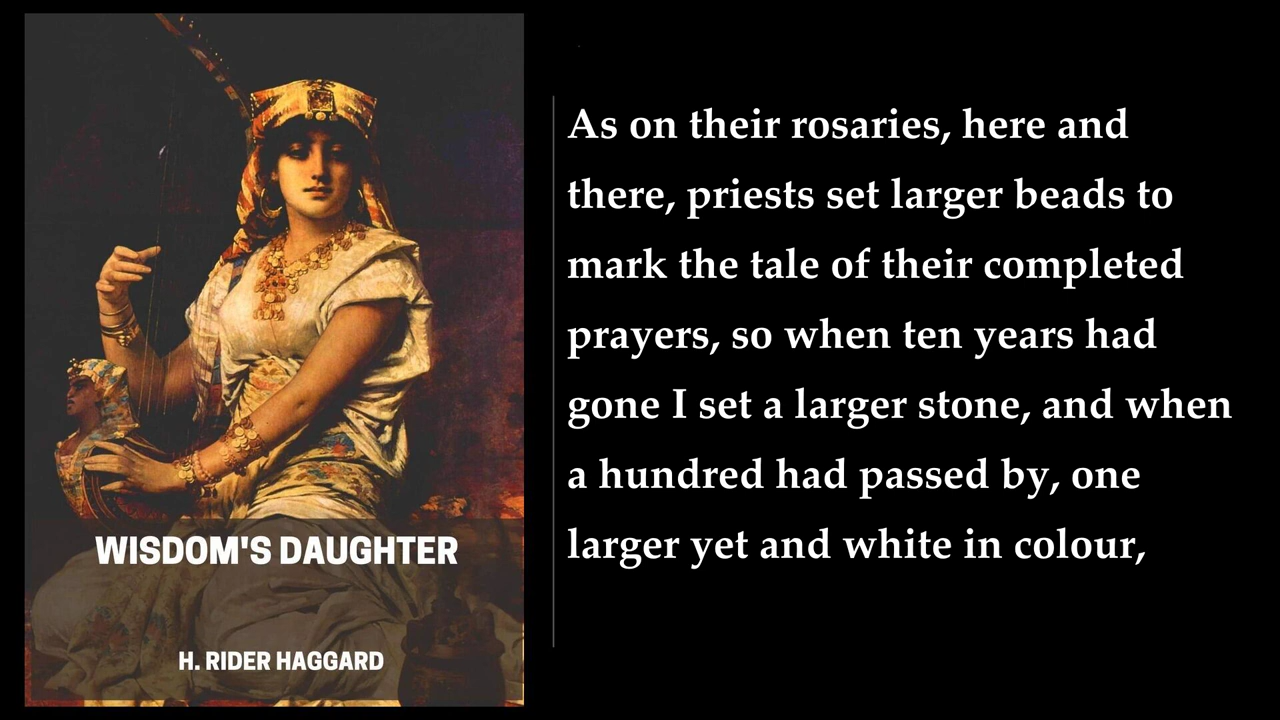 WISDOM'S DAUGHTER
H. RIDER HAGGARD
As on their rosaries, here and
there, priests set larger beads to
mark the tale of their completed
prayers, so when ten years had
gone I set a larger stone, and when
a hundred had passed by, one
larger yet and white in colour,